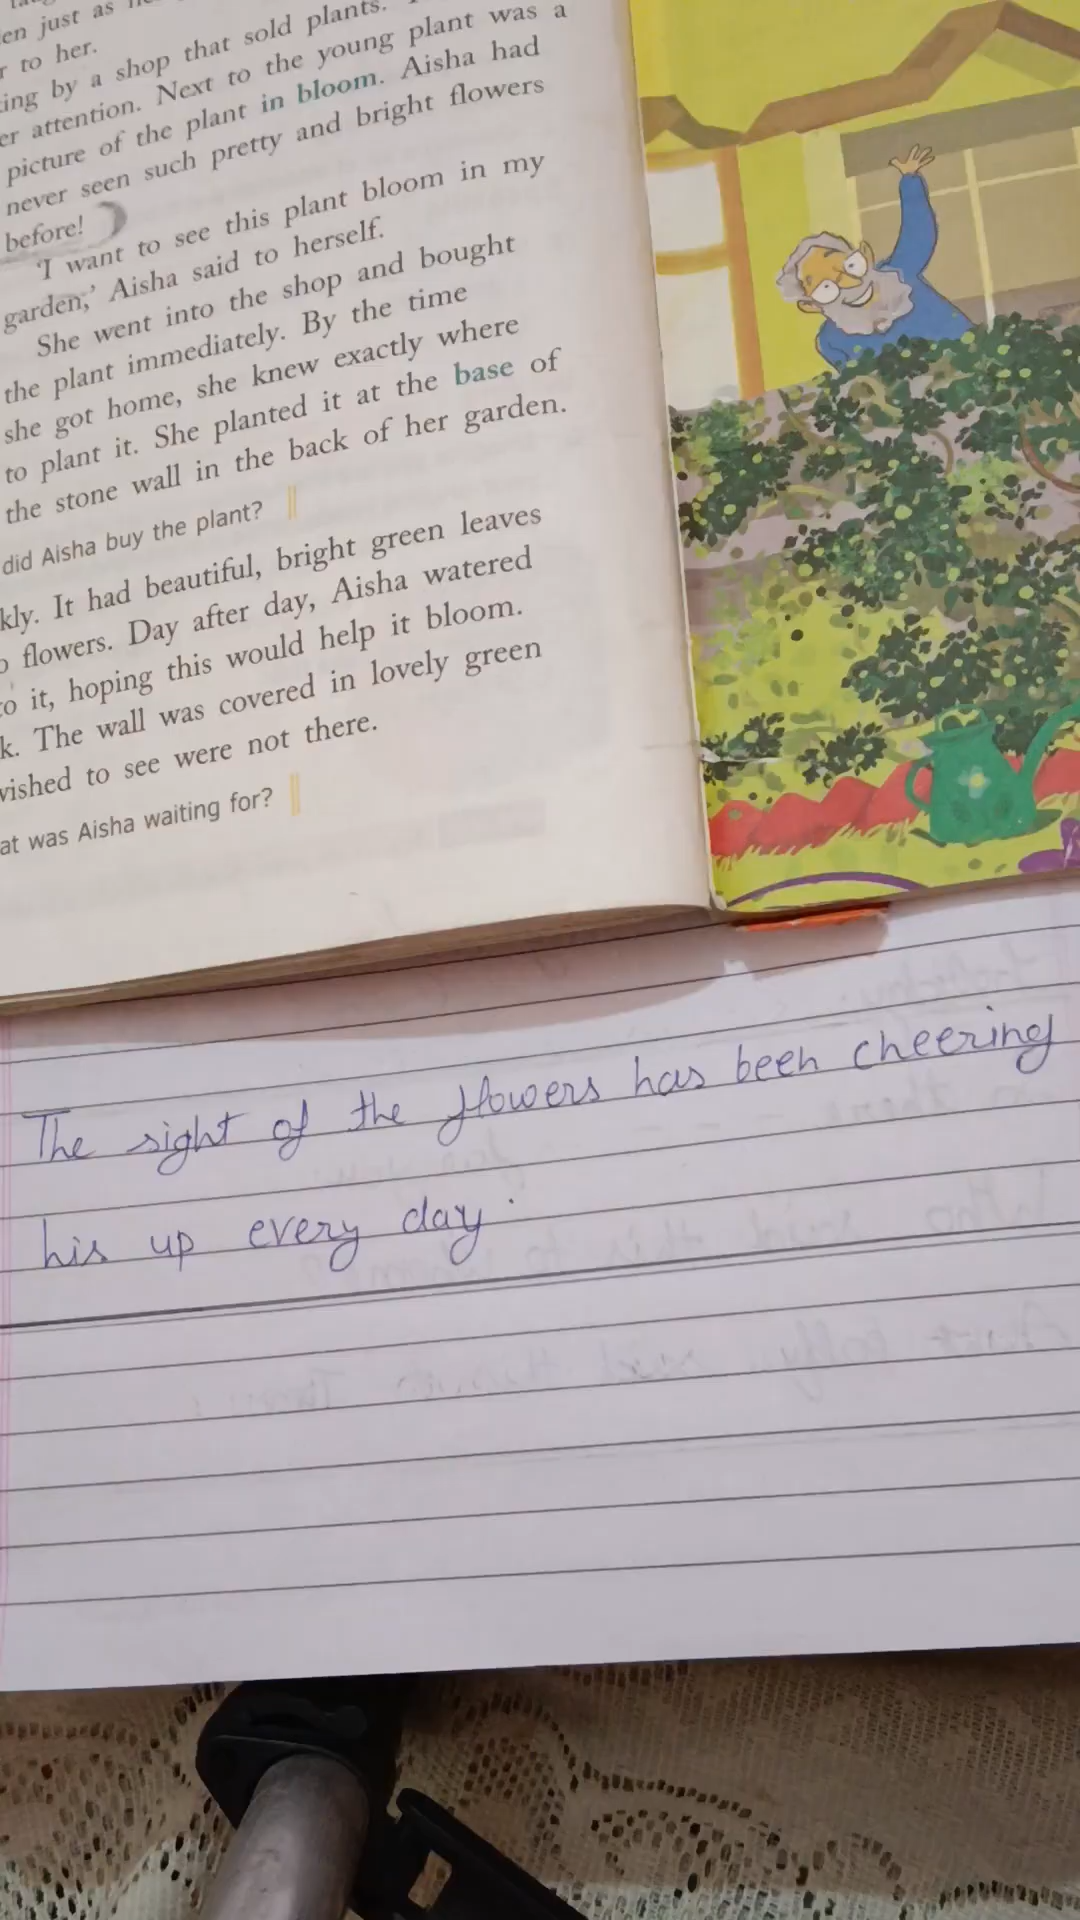 en just as
to her.
ing by a shop that sold plants.
er attention. Next to the young plant was a
picture of the plant in bloom. Aisha had
never seen such pretty and bright flowers
before!
'I want to see this plant bloom in my
garden,' Aisha said to herself.
She went into the shop and bought
the plant immediately. By the time
she got home, she knew exactly where
to plant it. She planted it at the base of
the stone wall in the back of her garden.
did Aisha buy the plant?
kly. It had beautiful, bright green leaves
flowers. Day after day, Aisha watered
to it, hoping this would help it bloom.
k. The wall was covered in lovely green
wished to see were not there.
at was Aisha waiting for?
The sight of the flowers has been cheering
his up every day.